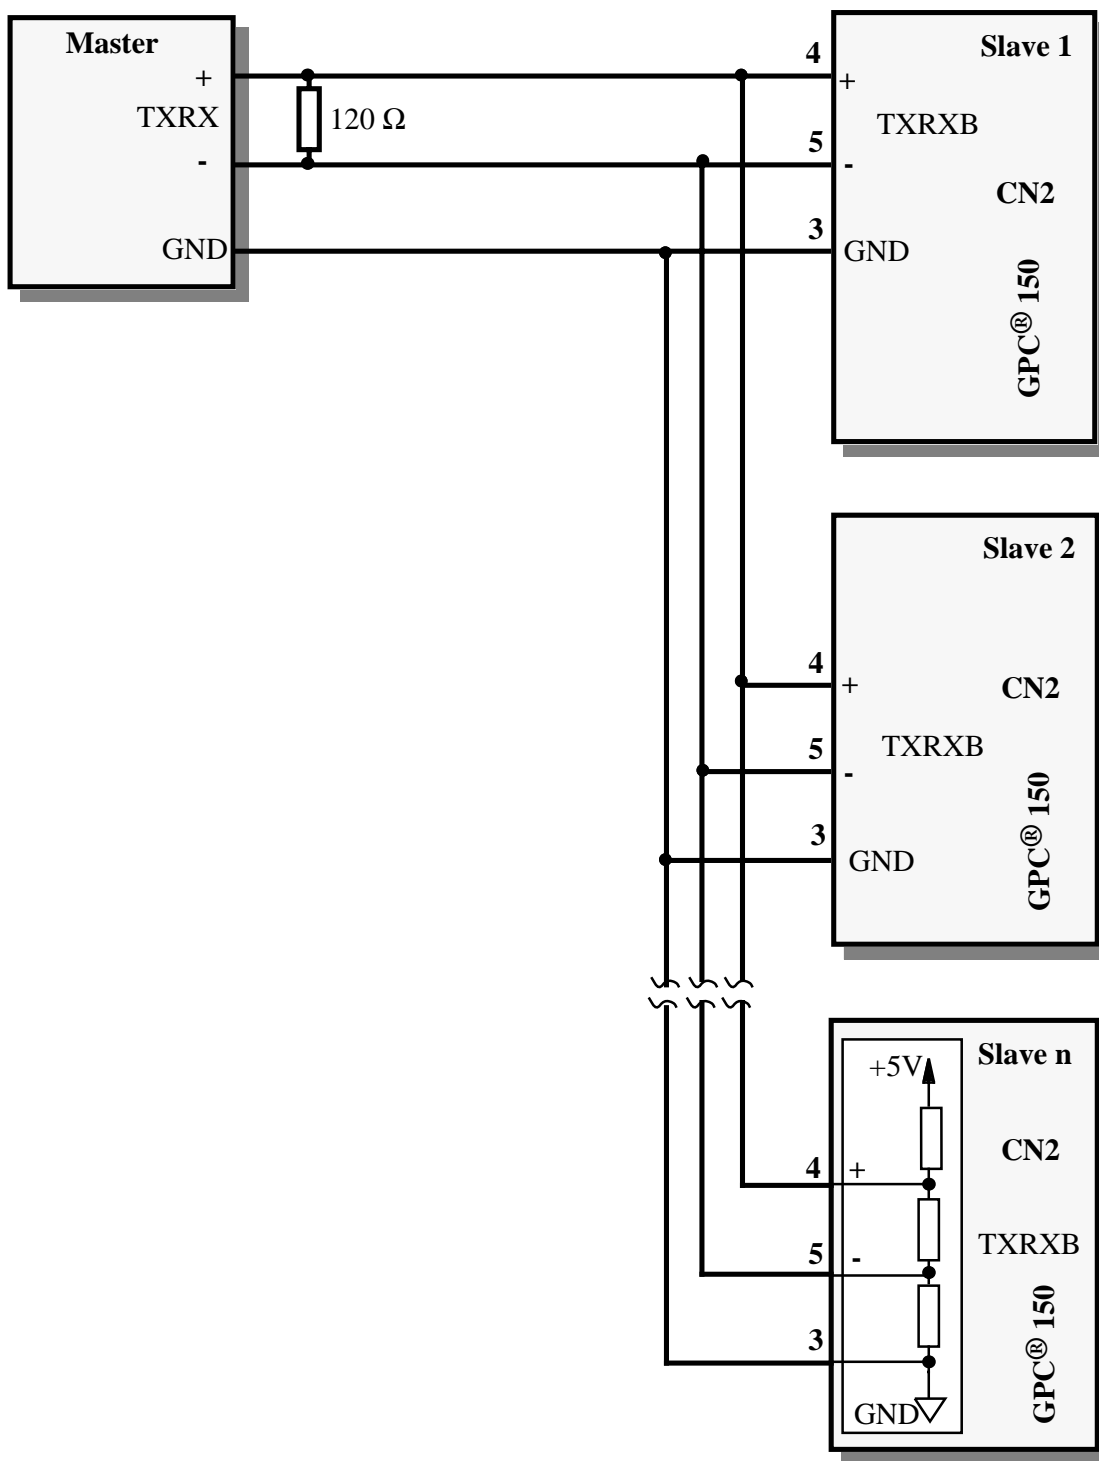 Master
+
TXRX
-
GND
120 Ω
4
5
3
Slave 1
+
TXRXB
-
CN2
GND
GPC® 150
Slave 2
4
+
CN2
5
TXRXB
-
3
GND
GPC® 150
Slave n
+5V
CN2
4
+
5
-
TXRXB
3
GND
GPC® 150